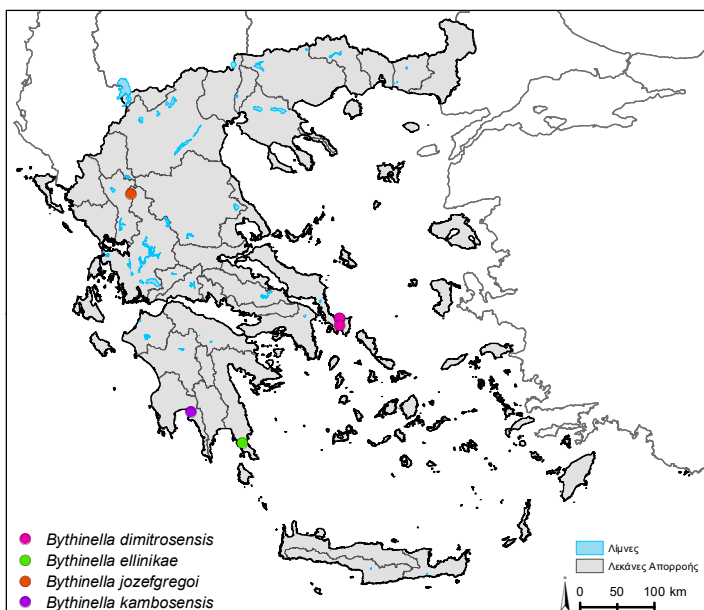 Bythinella dimitrosensis
Bythinella ellinikae
Bythinella jozefgregoi
Bythinella kambosensis
Λίμνες
Λεκάνες Απορροής
0 50 100 km